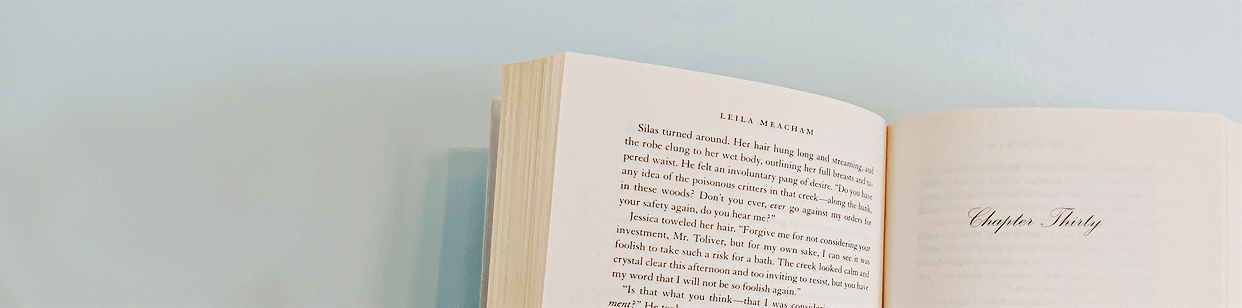 LEILA MEACHAM
Silas turned around. Her hair hung long and streaming, and
the robe clung to her wet body, outlining her full breasts and ta-
pered waist. He felt an involuntary pang of desire. “Do you have
any idea of the poisonous critters in that creek—along the bank,
in these woods? Don’t you ever, ever go against my orders for
your safety again, do you hear me?”
Jessica toweled her hair. “Forgive me for not considering your
investment, Mr. Toliver, but for my own sake, I can see it was
foolish to take such a risk for a bath. The creek looked calm and
crystal clear this afternoon and too inviting to resist, but you have
my word that I will not be so foolish again.”
“Is that what you think—that I was
ment?” He
Chapter Thirty